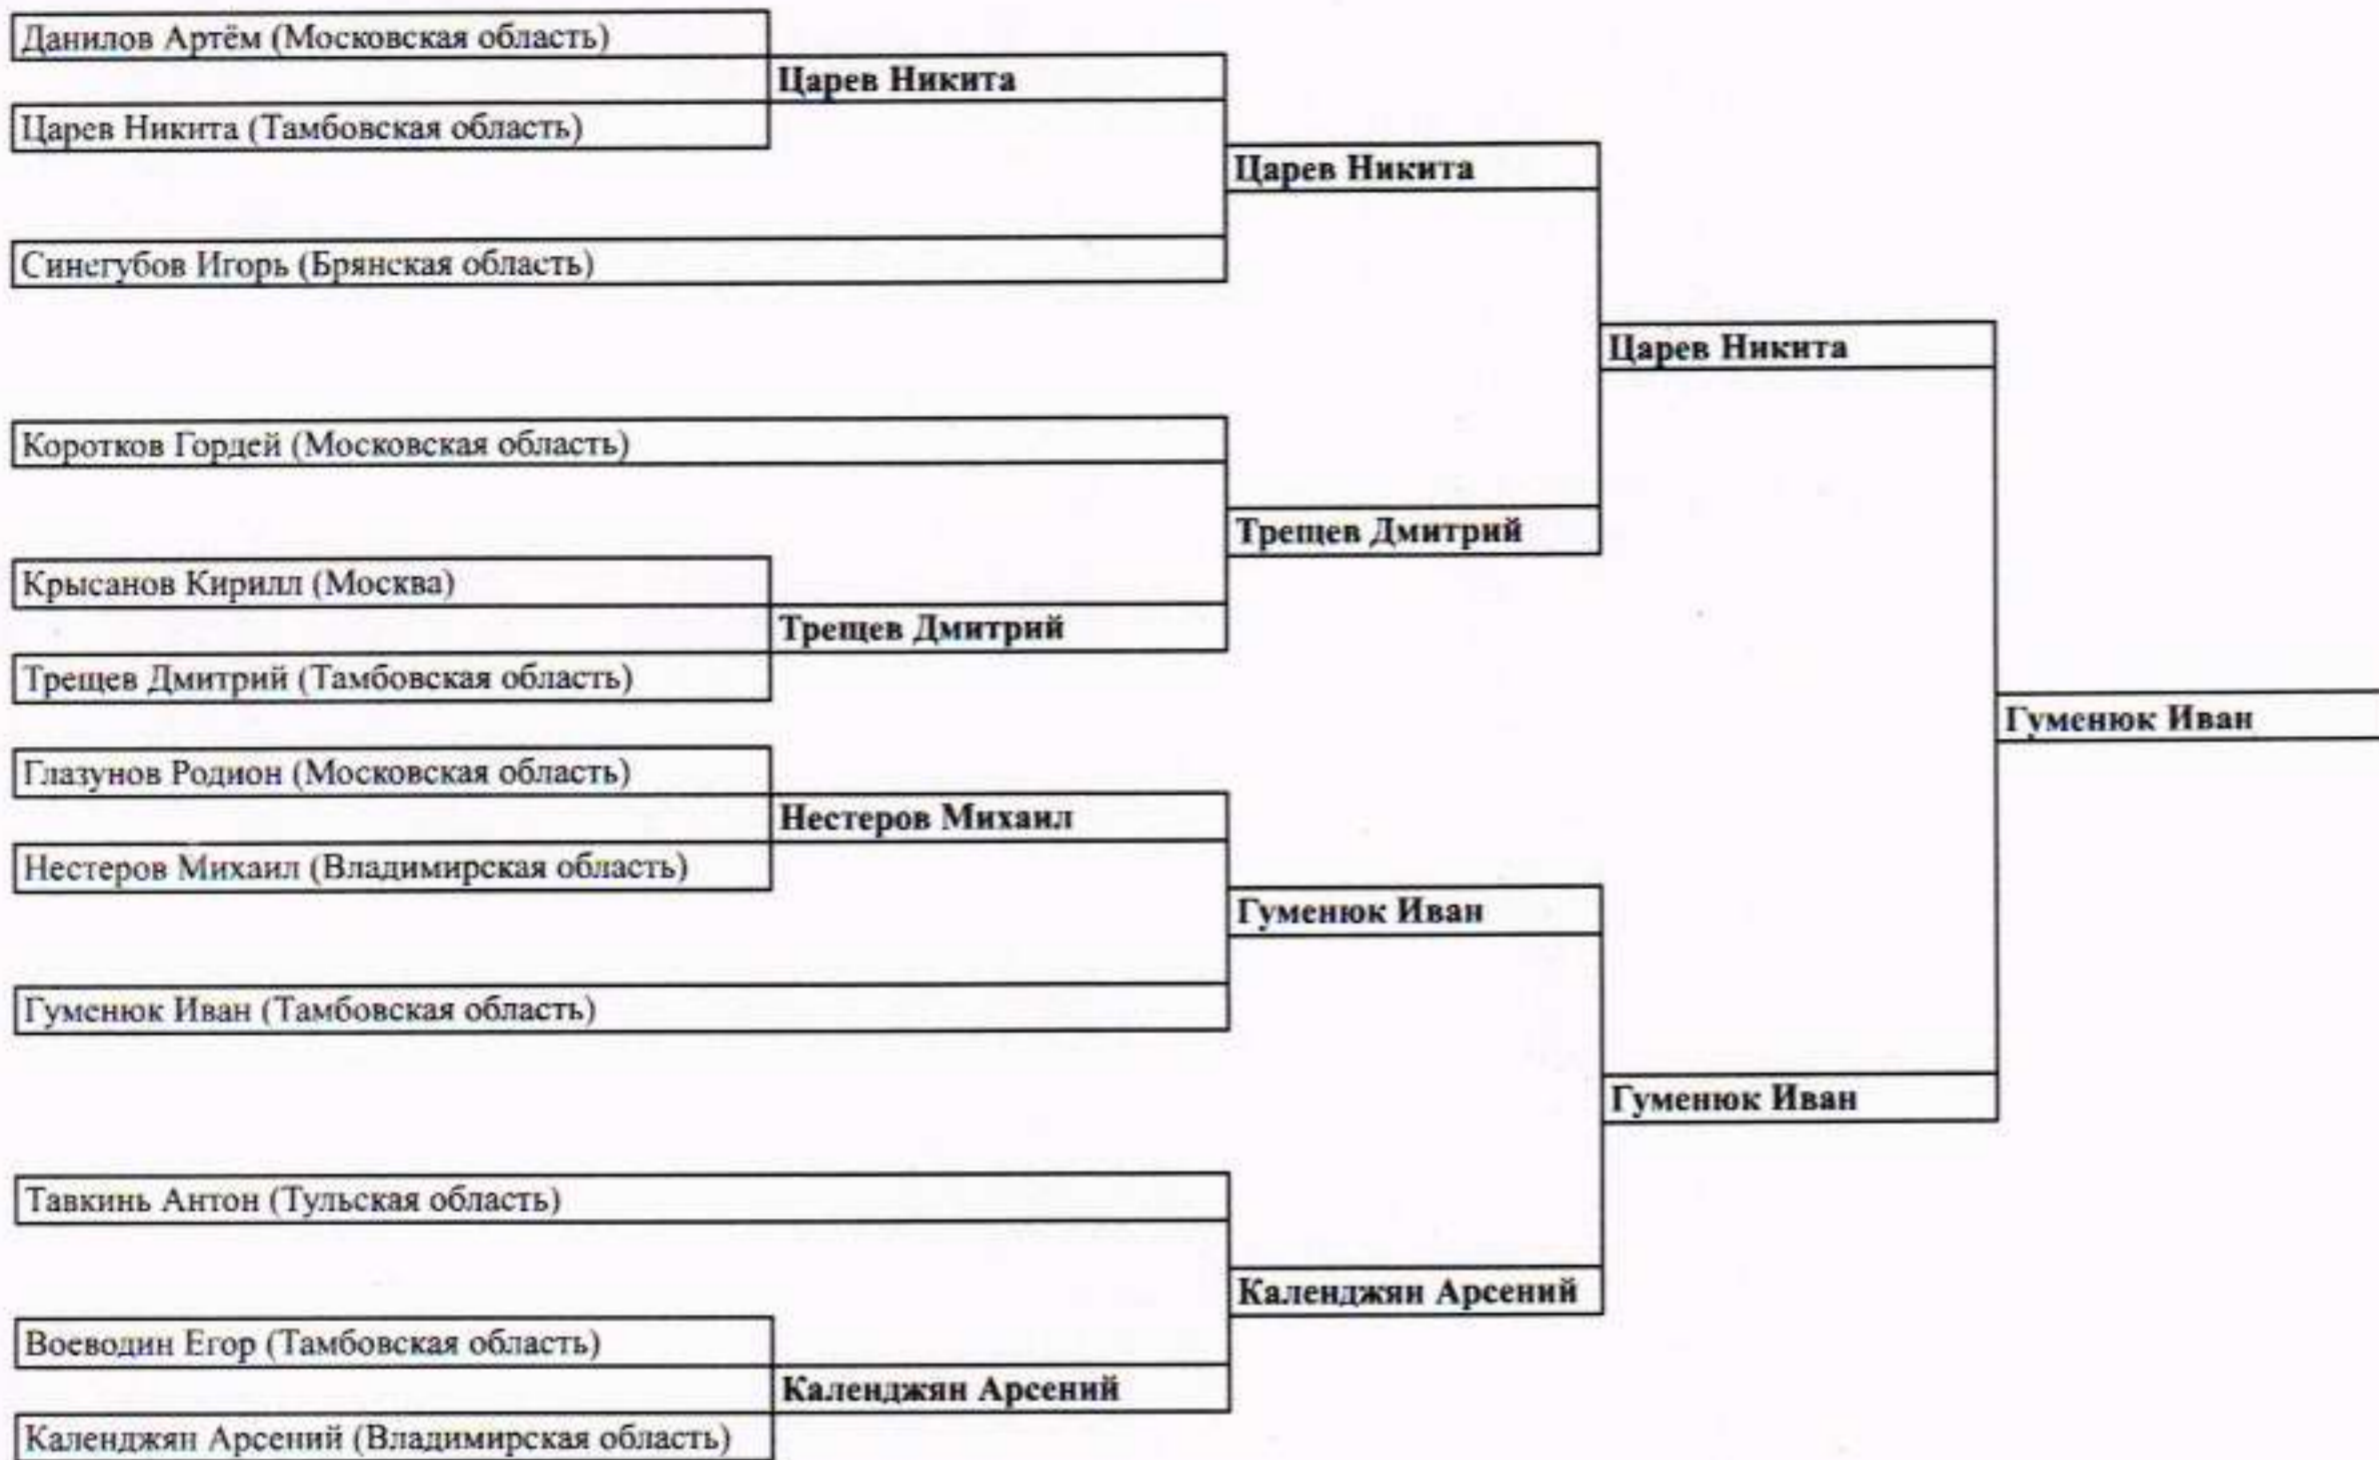 Данилов Артём (Московская область)
Царев Никита
Царев Никита (Тамбовская область)
Царев Никита
Синегубов Игорь (Брянская область)
Царев Никита
Коротков Гордей (Московская область)
Трещев Дмитрий
Крысанов Кирилл (Москва)
Трещев Дмитрий
Трещев Дмитрий (Тамбовская область)
Гуменюк Иван
Глазунов Родион (Московская область)
Нестеров Михаил
Нестеров Михаил (Владимирская область)
Гуменюк Иван
Гуменюк Иван (Тамбовская область)
Гуменюк Иван
Тавкинь Антон (Тульская область)
Календжян Арсений
Воеводин Егор (Тамбовская область)
Календжян Арсений
Календжян Арсений (Владимирская область)